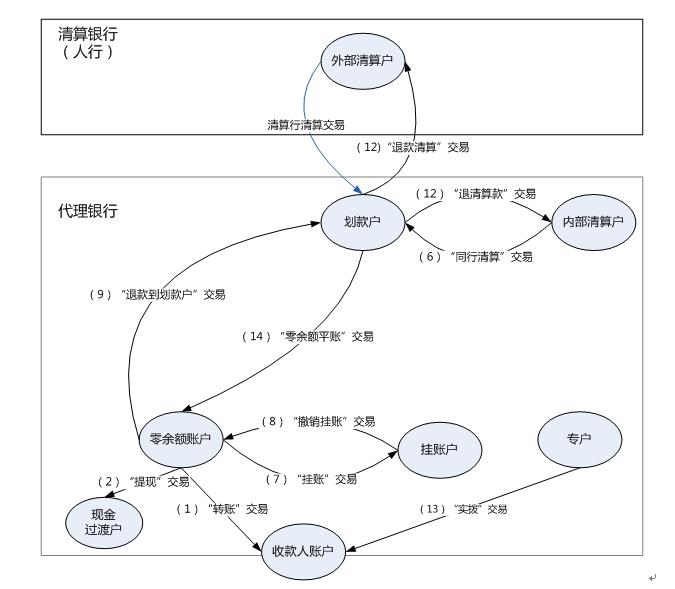 清算银行
（人行）
外部清算户
清算行清算交易
（12）“退款清算”交易
代理银行
（12）“退清算款”交易
划款户
内部清算户
（6）“同行清算”交易
（9）“退款到划款户”交易
（14）“零余额平账”交易
（8）“撤销挂账”交易
零余额账户
挂账户
专户
（7）“挂账”交易
（2）“提现”交易
（1）“转账”交易
（13）“实拨”交易
现金
过渡户
收款人账户